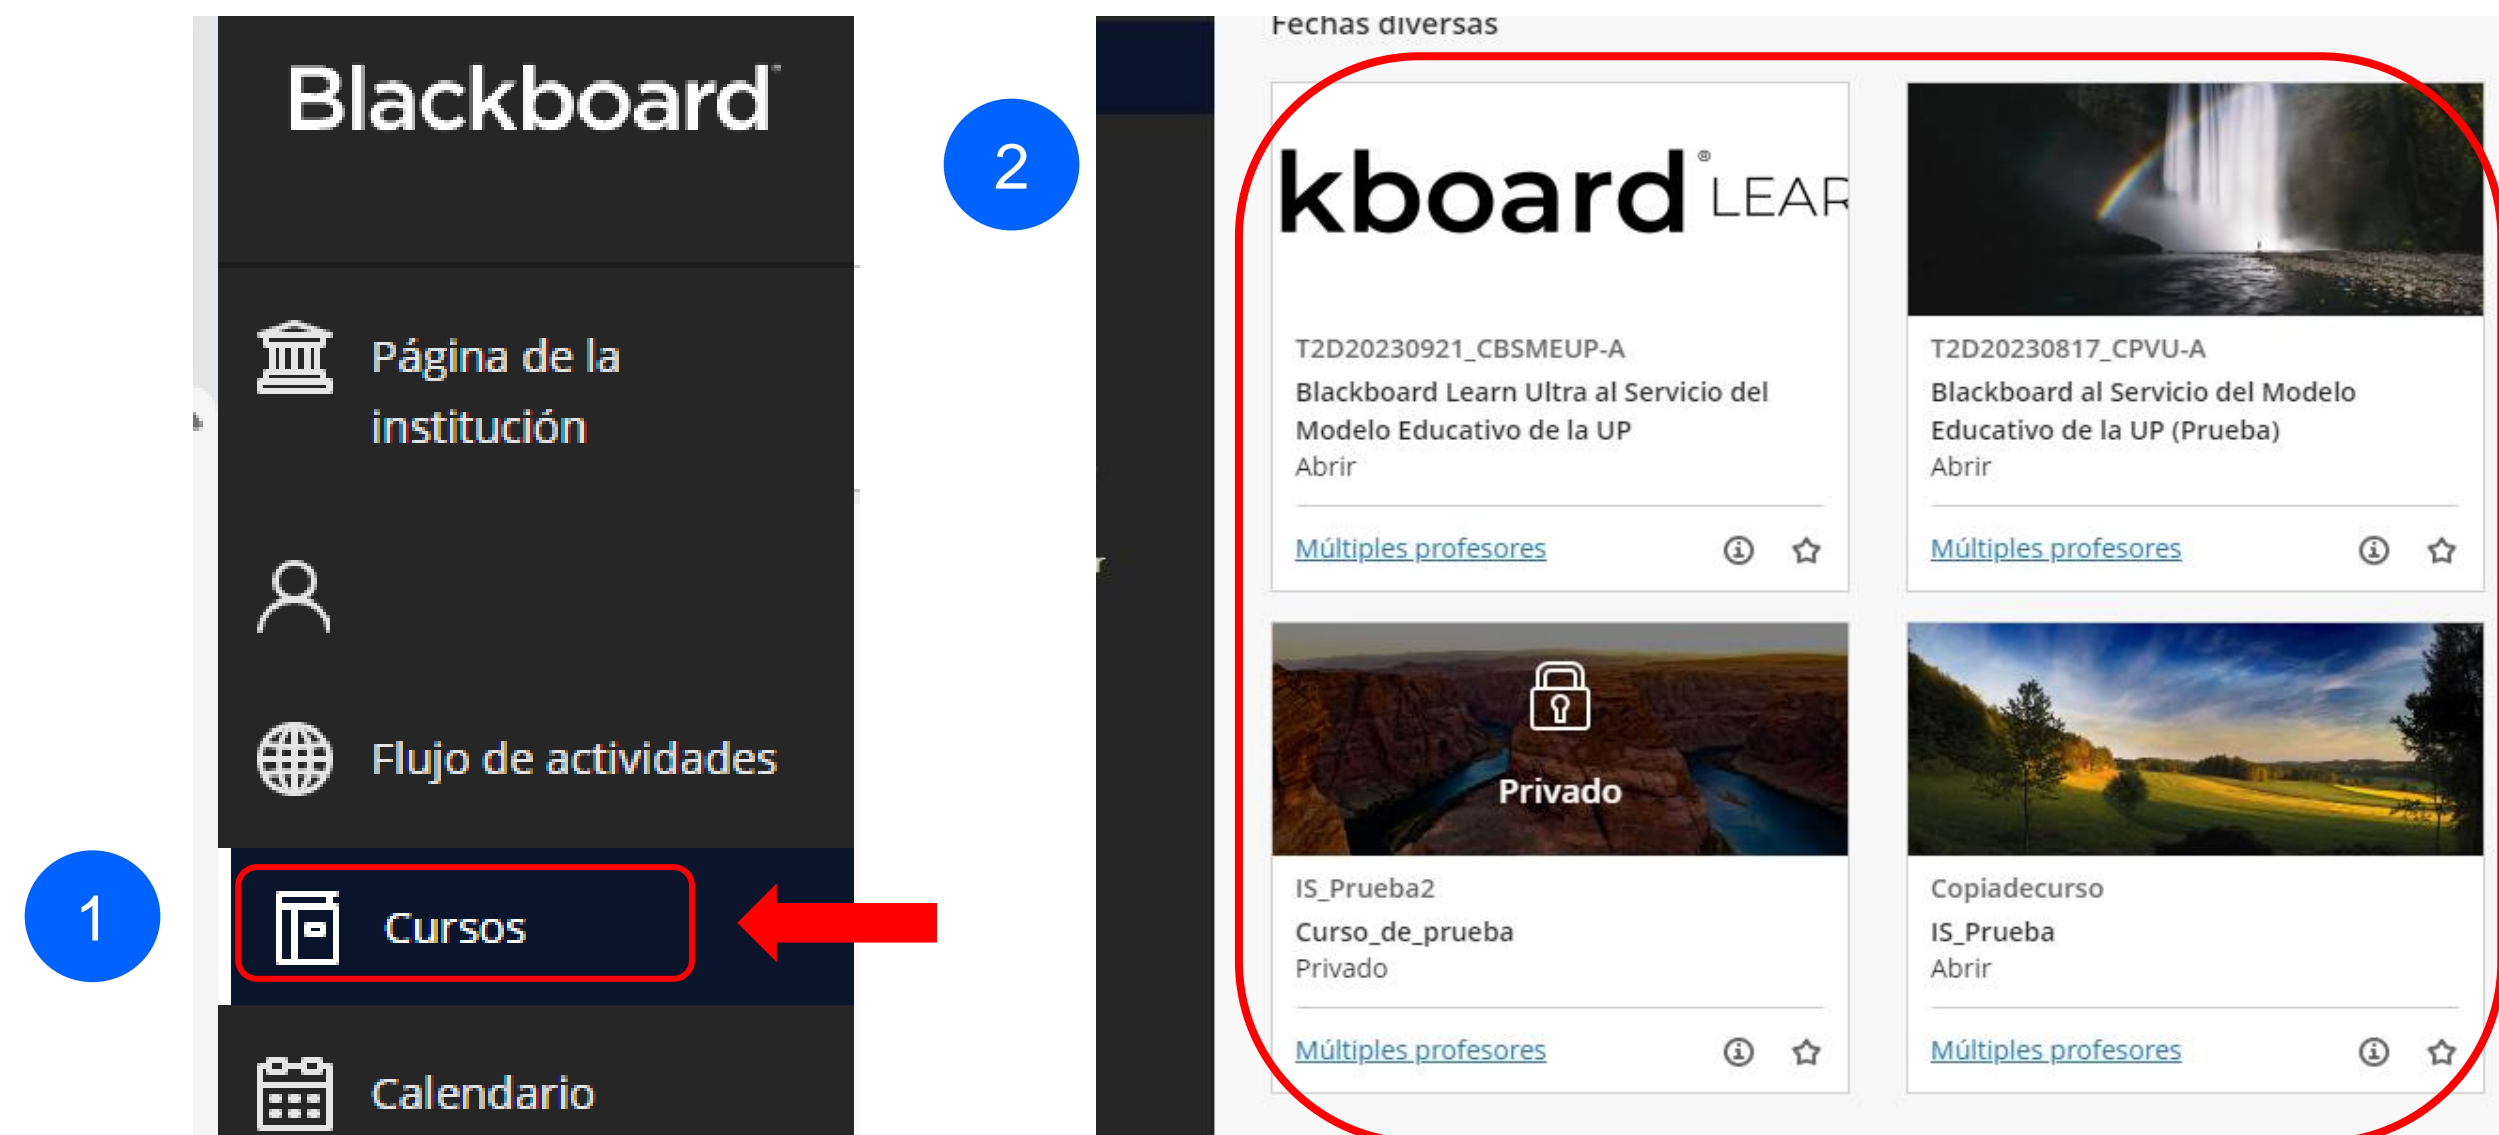 Blackboard
Página de la
institución
Flujo de actividades
1
Cursos
Calendario
2
Fechas diversas
kboard® LEAR
T2D20230921_CBSMEUP-A
Blackboard Learn Ultra al Servicio del
Modelo Educativo de la UP
Abrir
Múltiples profesores
T2D20230817_CPVU-A
Blackboard al Servicio del Modelo
Educativo de la UP (Prueba)
Abrir
Múltiples profesores
Privado
IS_Prueba2
Curso_de_prueba
Privado
Múltiples profesores
Copiadecurso
IS_Prueba
Abrir
Múltiples profesores